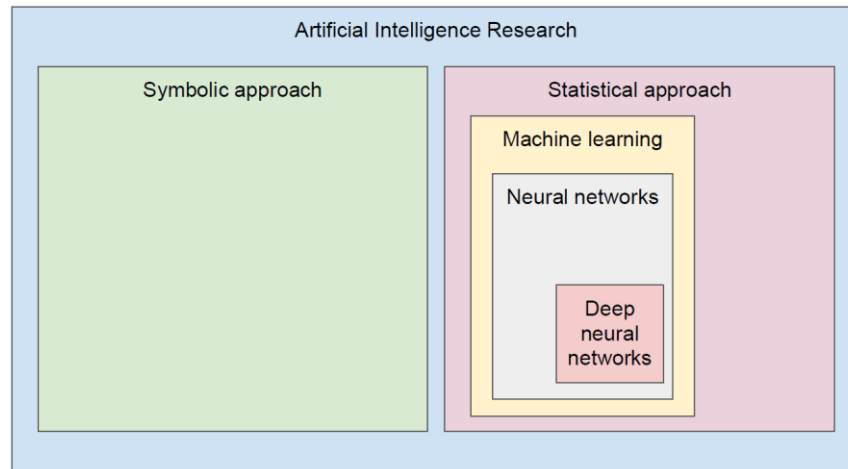 Artificial Intelligence Research
Symbolic approach
Statistical approach
Machine learning
Neural networks
Deep
neural
networks